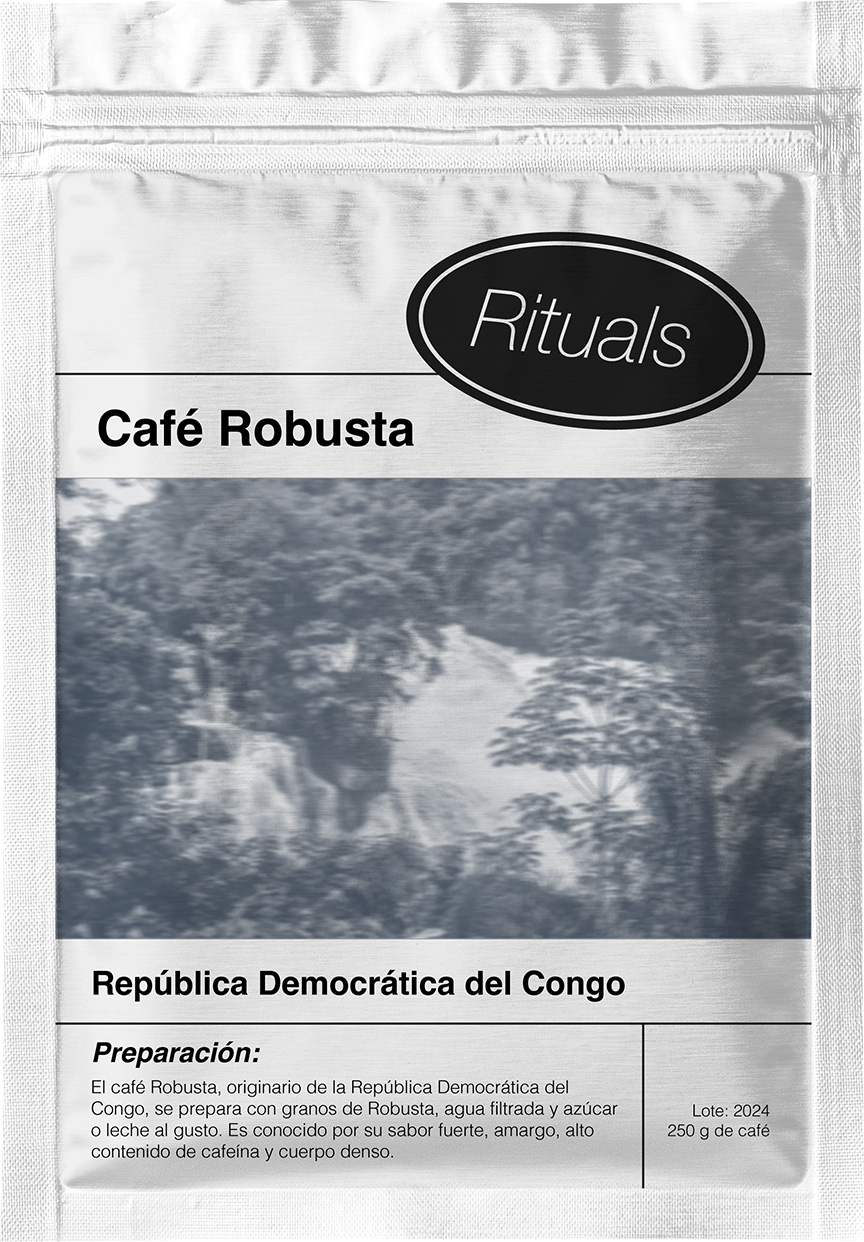 Rituals
Café Robusta
República Democrática del Congo
Preparación:
El café Robusta, originario de la República Democrática del
Congo, se prepara con granos de Robusta, agua filtrada y azúcar
o leche al gusto. Es conocido por su sabor fuerte, amargo, alto
contenido de cafeína y cuerpo denso.
Lote: 2024
250 g de café